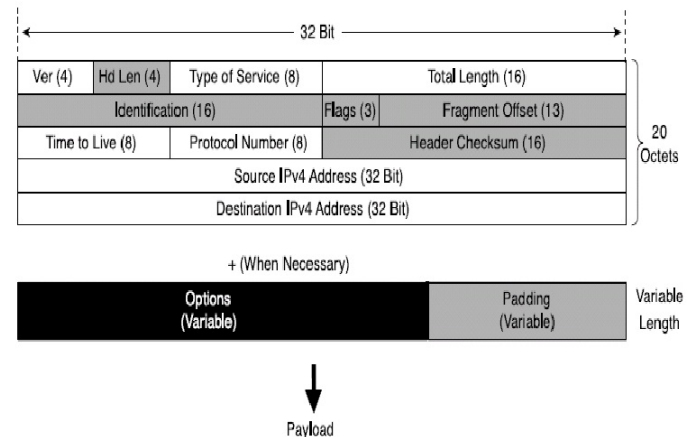 32 Bit
Ver (4) Hd Len (4) Type of Service (8) Total Length (16)
Identification (16) Flags (3) Fragment Offset (13)
Time to Live (8) Protocol Number (8) Header Checksum (16)
20
Octets
Source IPv4 Address (32 Bit)
Destination IPv4 Address (32 Bit)
+ (When Necessary)
Options
(Variable)
Padding
(Variable)
Variable
Length
Payload